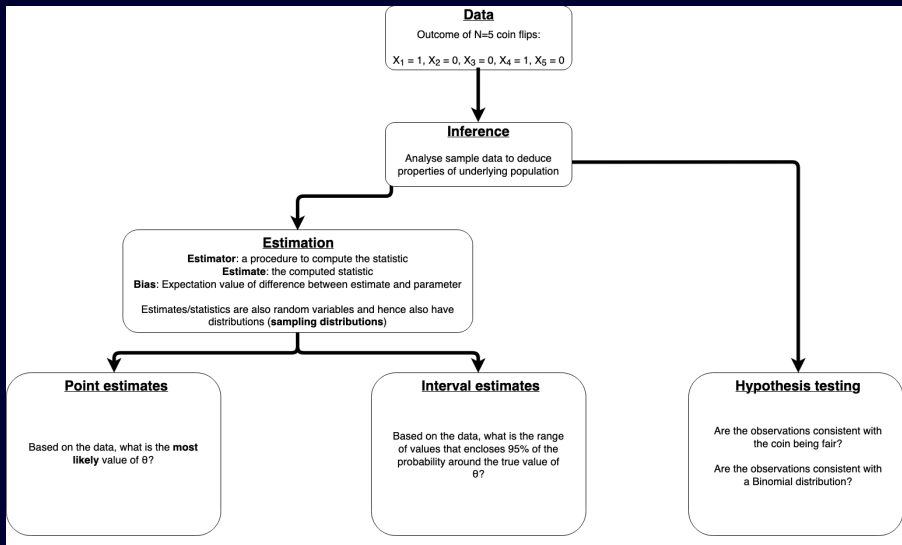 Data
Outcome of N=5 coin flips:
X₁ = 1, X₂ = 0, X₃ = 0, X₄ = 1, X₅ = 0
Inference
Analyse sample data to deduce
properties of underlying population
Estimation
Estimator: a procedure to compute the statistic
Estimate: the computed statistic
Bias: Expectation value of difference between estimate and parameter
Estimates/statistics are also random variables and hence also have
distributions (sampling distributions)
Point estimates
Based on the data, what is the most
likely value of θ?
Interval estimates
Based on the data, what is the range
of values that encloses 95% of the
probability around the true value of
θ?
Hypothesis testing
Are the observations consistent with
the coin being fair?
Are the observations consistent with
a Binomial distribution?